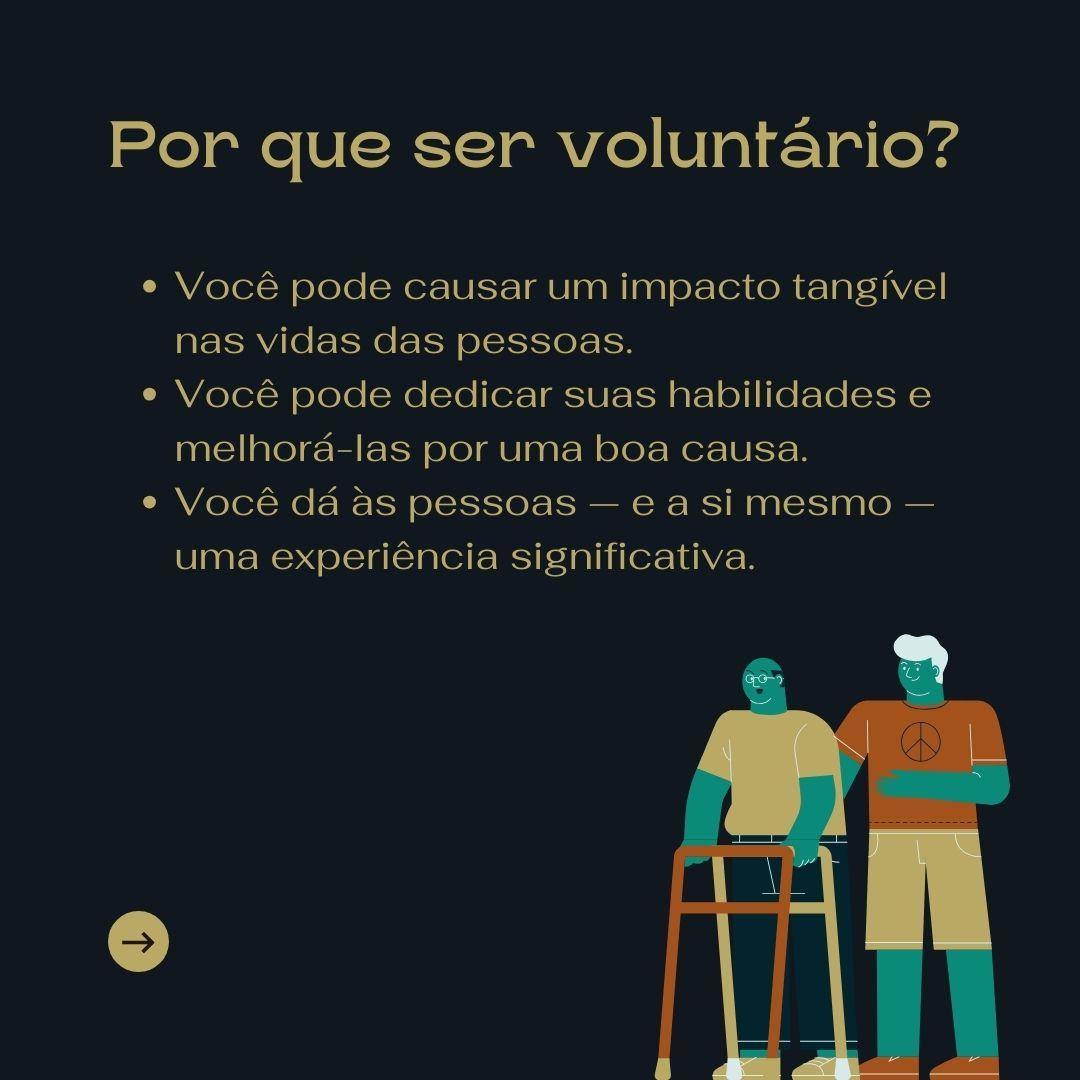 Por que ser voluntário?
• Você pode causar um impacto tangível
nas vidas das pessoas.
• Você pode dedicar suas habilidades e
melhorá-las por uma boa causa.
• Você dá às pessoas — e a si mesmo —
uma experiência significativa.